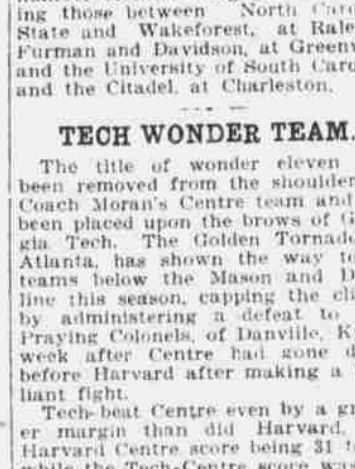 ing those between North Caro
State and Wakeforest, at Rale
Furman and Davidson, at Greenv
and the University of South Caro
and the Citadel, at Charleston.
TECH WONDER TEAM.
The title of wonder eleven
been removed from the shoulder
Coach Moran's Centre team and
been placed upon the brows of G
gia Tech. The Golden Tornado
Atlanta, has shown the way to
teams below the Mason and D
line this season, capping the cli
by administering a defeat to
Praying Colonels, of Danville, K
week after Centre had gone d
before Harvard after making a
liant fight.
Tech beat Centre even by a gr
er margin than did Harvard,
Harvard Centre score being 31 t
while the Tech-Centre score was